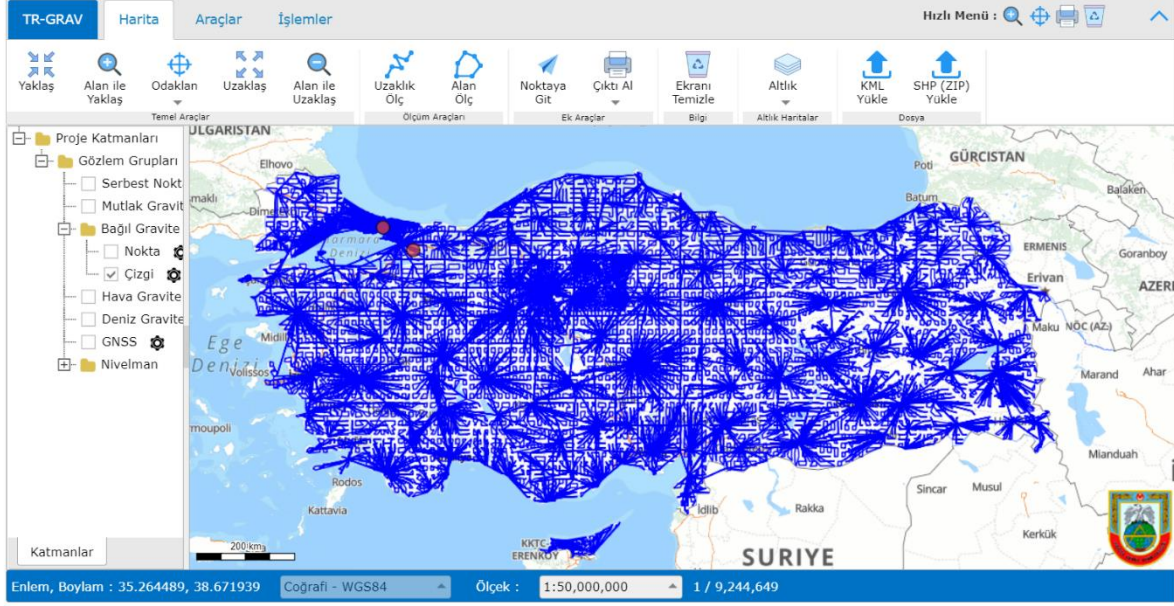 TR-GRAV Harita Araçlar İşlemler Hızlı Menü :
Yaklaş Alan ile Yaklaş Odaklan Uzaklaş Alan ile Uzaklaş Uzaklık Ölç Alan Ölç Noktaya Git Çıktı Al Ekranı Temizle Altlık KML Yükle SHP (ZIP) Yükle
Temel Araçlar Ölçüm Araçları Ek Araçlar Bilgi Altlık Haritalar Dosya
Proje Katmanları
Gözlem Grupları
Serbest Nokt
Mutlak Gravit
Bağıl Gravite
Nokta
Çizgi
Hava Gravite
Deniz Gravite
GNSS
Nivelman
Katmanlar
ULGARISTAN
Elhovo
Poti GÜRCISTAN
maklı
Batum
Balaken
ERMENIS
Goranboy
Erivan
AZERI
Maku NÖC (AZ.)
Ege
Denizi
Volissos
Marand Ahar
moupoli
Mianduah
Rodos
Sincar Musul
Kattavia
İdlib Rakka
Kerkük
KKTC-
ERENKÖY
SURIYE
200 km
Enlem, Boylam : 35.264489, 38.671939 Coğrafi - WGS84 Ölçek : 1:50,000,000 1 / 9,244,649